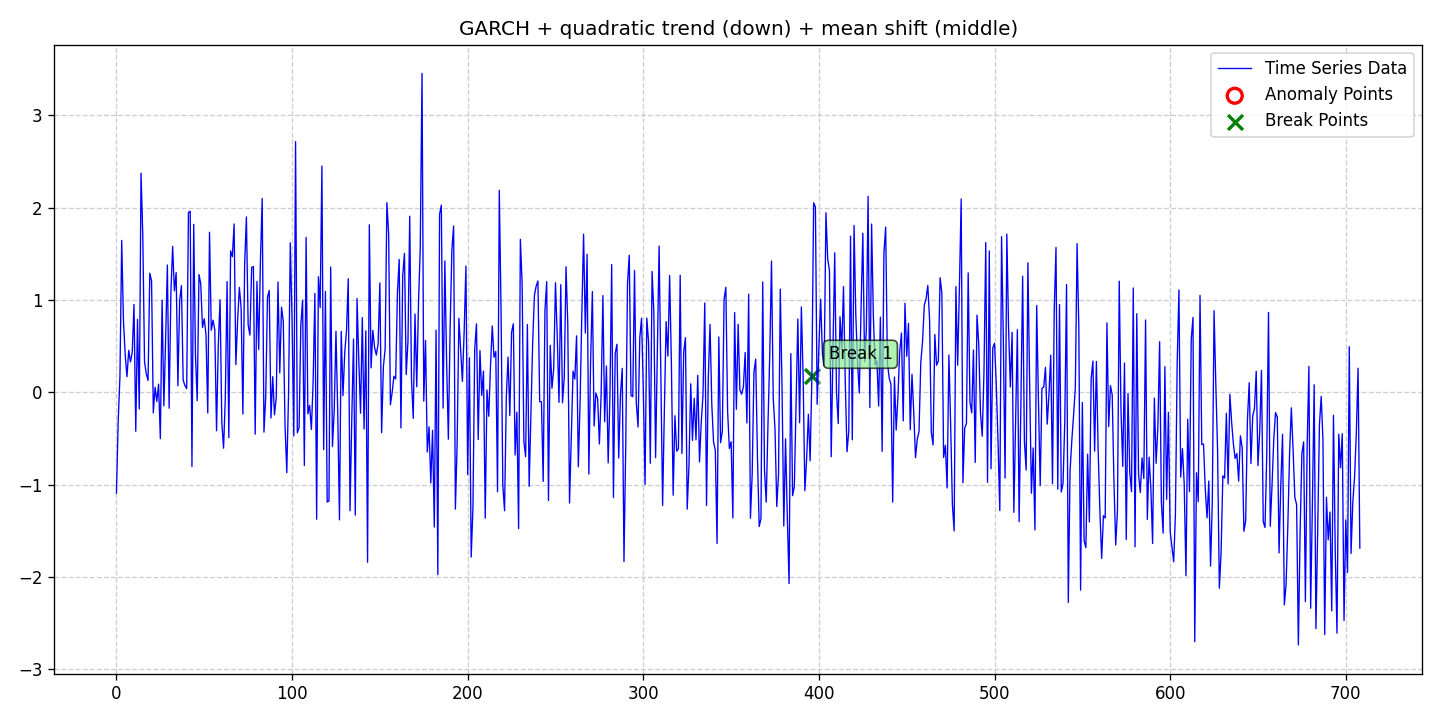 GARCH + quadratic trend (down) + mean shift (middle)
Time Series Data
Anomaly Points
Break Points
3
2
1
0
−1
−2
−3
Break 1
0 100 200 300 400 500 600 700